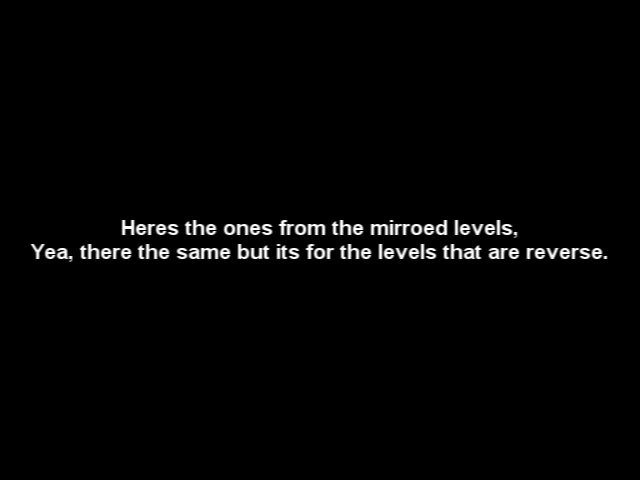 Heres the ones from the mirroed levels,
Yea, there the same but its for the levels that are reverse.